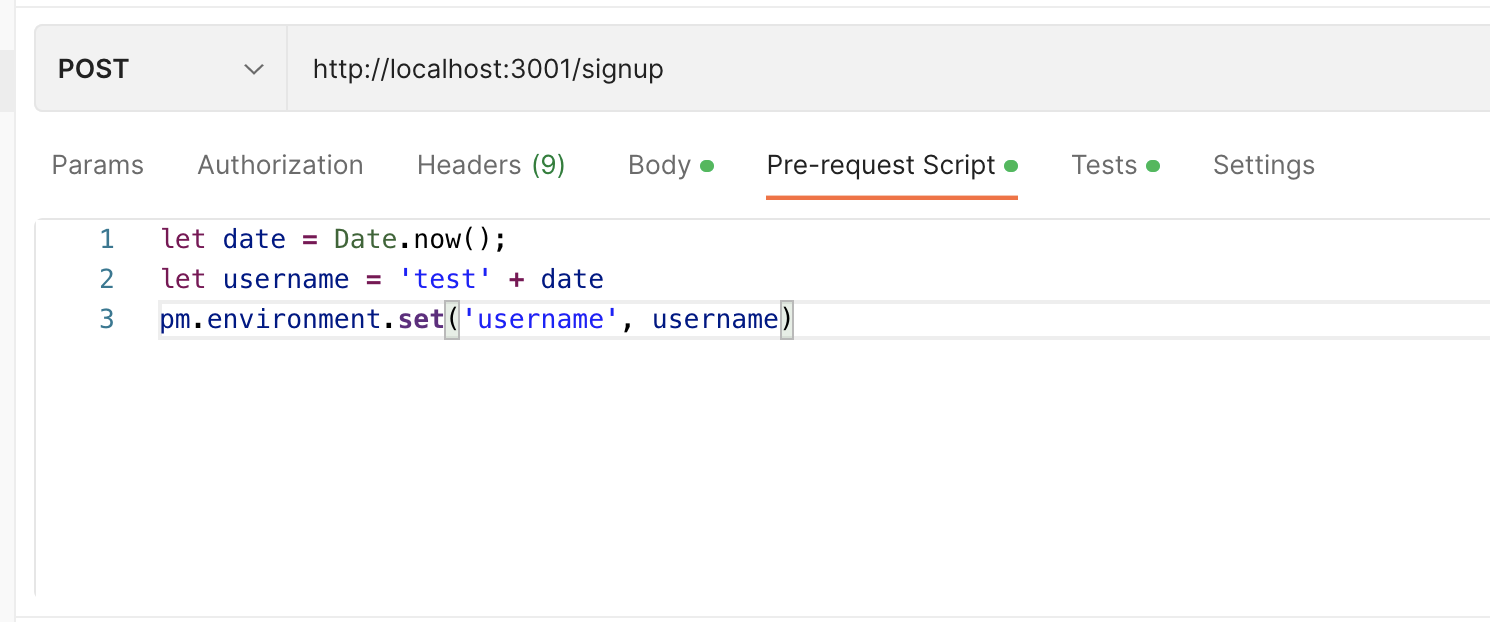 POST http://localhost:3001/signup
Params Authorization Headers (9) Body Pre-request Script Tests Settings
1 let date = Date.now();
2 let username = 'test' + date
3 pm.environment.set('username', username)